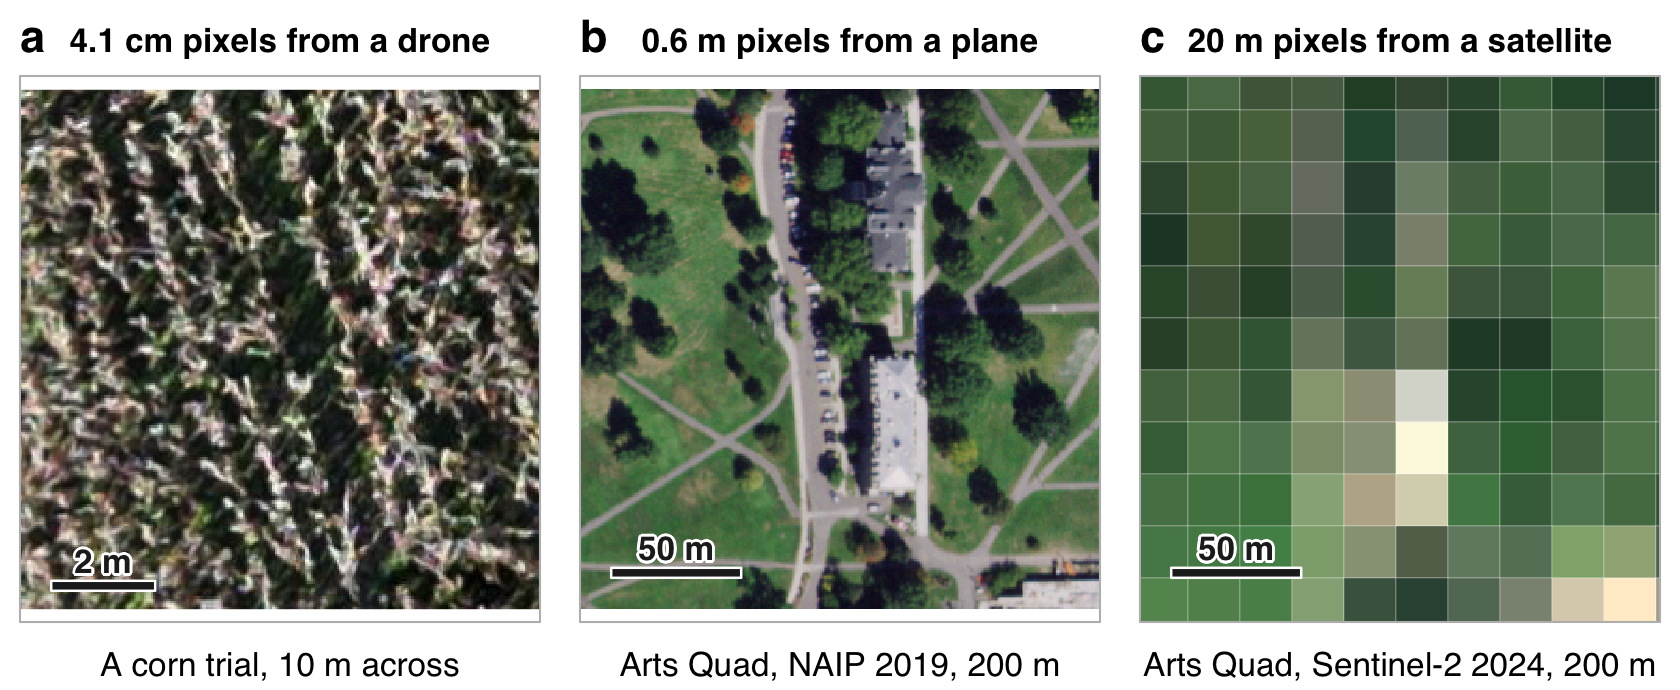 a 4.1 cm pixels from a drone
b 0.6 m pixels from a plane
c 20 m pixels from a satellite
2 m
50 m
50 m
A corn trial, 10 m across
Arts Quad, NAIP 2019, 200 m
Arts Quad, Sentinel-2 2024, 200 m